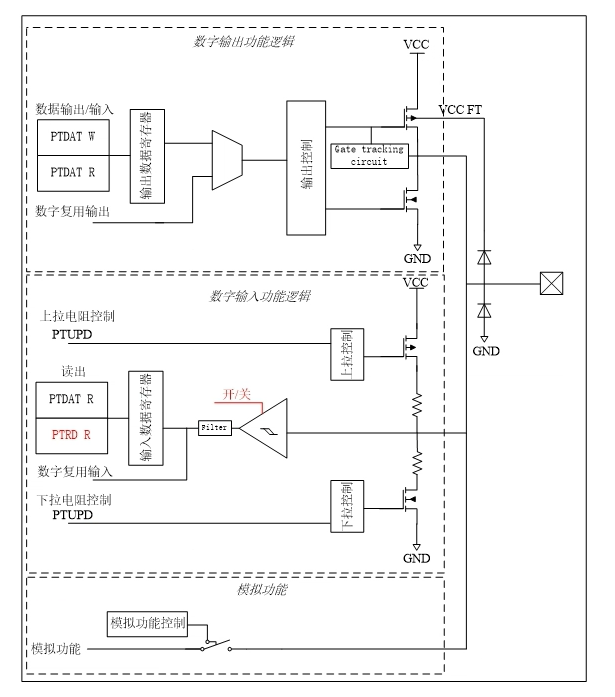 数字输出功能逻辑
VCC
数据输出/输入
PTDAT W
PTDAT R
输出数据寄存器
输出控制
VCC FT
Gate tracking
circuit
数字复用输出
GND
数字输入功能逻辑
VCC
上拉电阻控制
PTUPD
上拉控制
GND
读出
PTDAT R
PTRD R
输入数据寄存器
开/关
Filter
数字复用输入
下拉电阻控制
PTUPD
下拉控制
GND
模拟功能
模拟功能控制
模拟功能